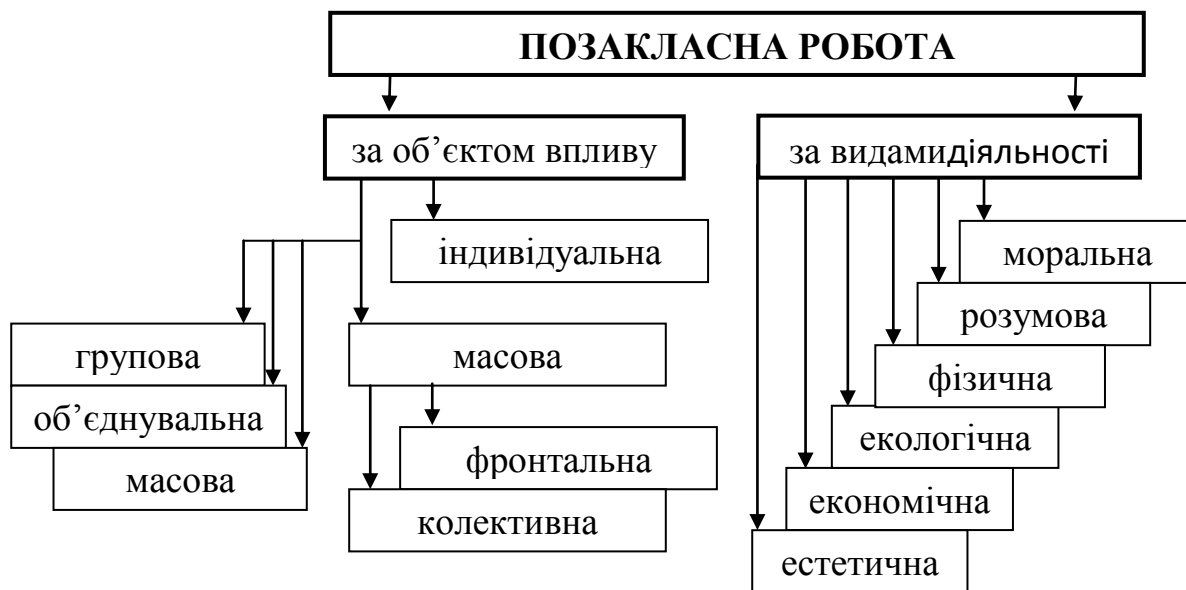 ПОЗАКЛАСНА РОБОТА
за об’єктом впливу
за видамидіяльності
індивідуальна
моральна
розумова
групова
масова
фізична
об’єднувальна
екологічна
фронтальна
масова
економічна
колективна
естетична